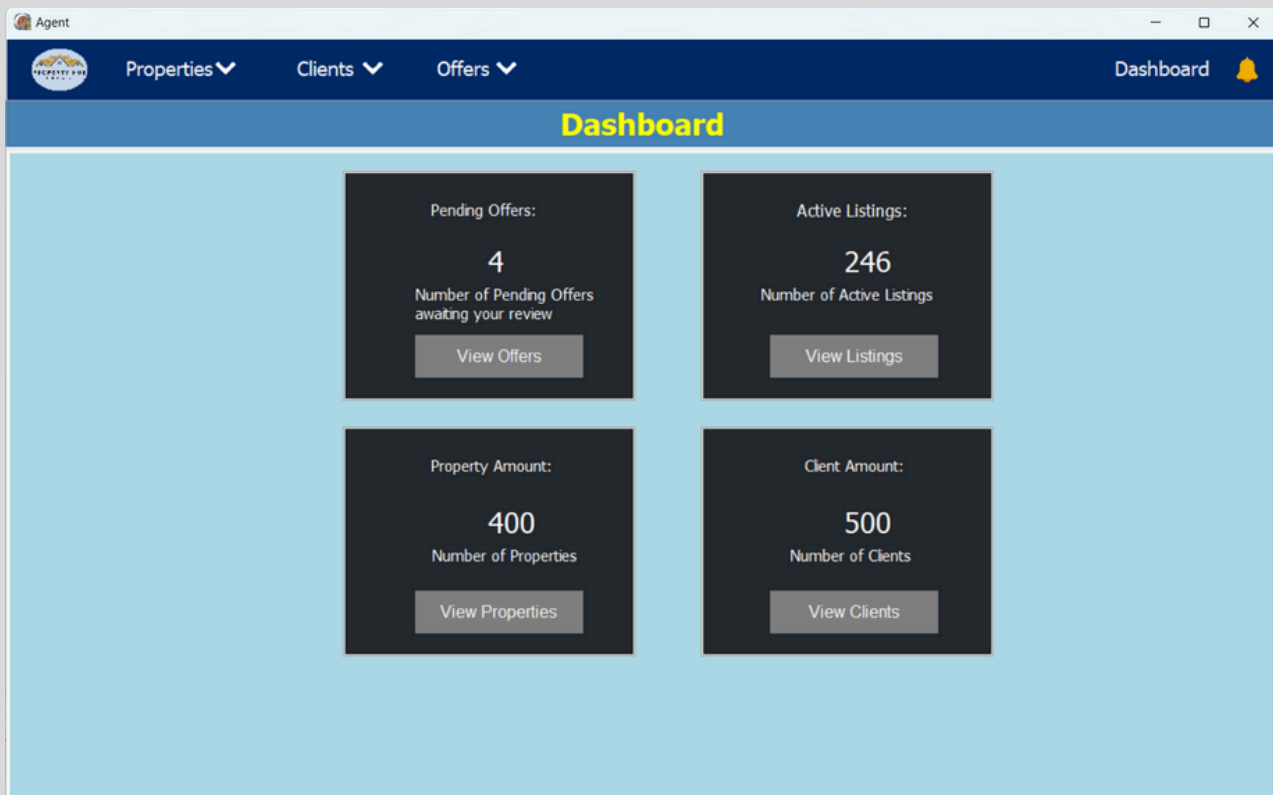 Agent
Properties Clients Offers Dashboard
Dashboard
Pending Offers:
4
Number of Pending Offers
awaiting your review
View Offers
Active Listings:
246
Number of Active Listings
View Listings
Property Amount:
400
Number of Properties
View Properties
Client Amount:
500
Number of Clients
View Clients